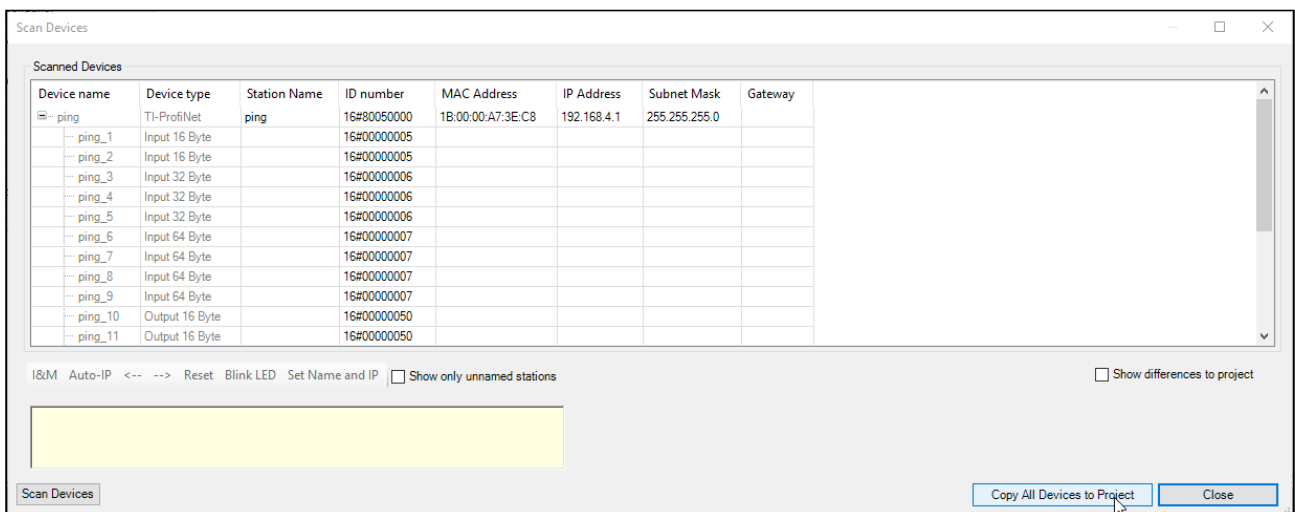 Scan Devices
Scanned Devices
Device name Device type Station Name ID number MAC Address IP Address Subnet Mask Gateway
ping TI-ProfiNet ping 16#80050000 1B:00:00:A7:3E:C8 192.168.4.1 255.255.255.0
ping_1 Input 16 Byte 16#00000005
ping_2 Input 16 Byte 16#00000005
ping_3 Input 32 Byte 16#00000006
ping_4 Input 32 Byte 16#00000006
ping_5 Input 32 Byte 16#00000006
ping_6 Input 64 Byte 16#00000007
ping_7 Input 64 Byte 16#00000007
ping_8 Input 64 Byte 16#00000007
ping_9 Input 64 Byte 16#00000007
ping_10 Output 16 Byte 16#00000050
ping_11 Output 16 Byte 16#00000050
I&M Auto-IP <-- --> Reset Blink LED Set Name and IP Show only unnamed stations Show differences to project
Scan Devices Copy All Devices to Project Close